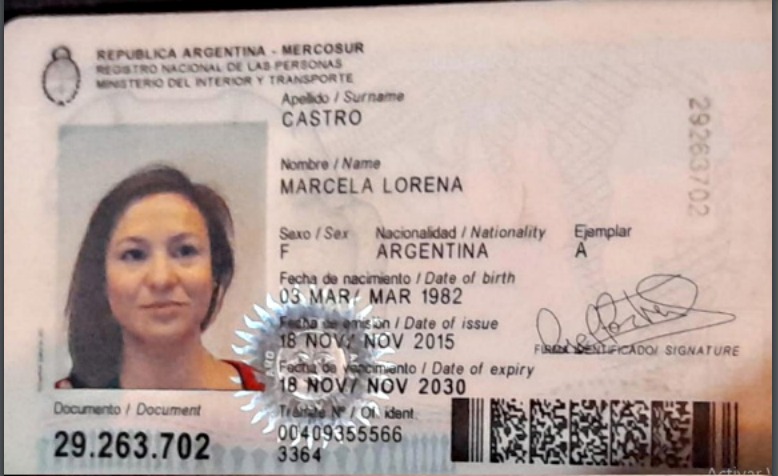 REPUBLICA ARGENTINA - MERCOSUR
REGISTRO NACIONAL DE LAS PERSONAS
MINISTERIO DEL INTERIOR Y TRANSPORTE
Apellido / Surname
CASTRO
Nombre / Name
MARCELA LORENA
Sexo / Sex Nacionalidad / Nationality Ejemplar
F ARGENTINA A
Fecha de nacimiento / Date of birth
03 MAR/ MAR 1982
Fecha de emisión / Date of issue
18 NOV/ NOV 2015
FIRMA IDENTIFICADO/ SIGNATURE
Fecha de vencimiento / Date of expiry
18 NOV/ NOV 2030
Documento / Document
29.263.702
Trámite Nº / Of. ident.
00409355566
3364
29263702